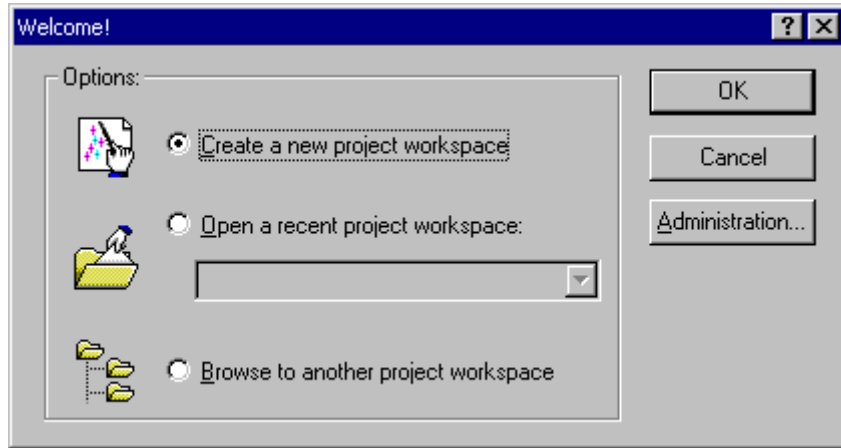 Welcome!
Options:
Create a new project workspace
Open a recent project workspace:
Browse to another project workspace
OK
Cancel
Administration...